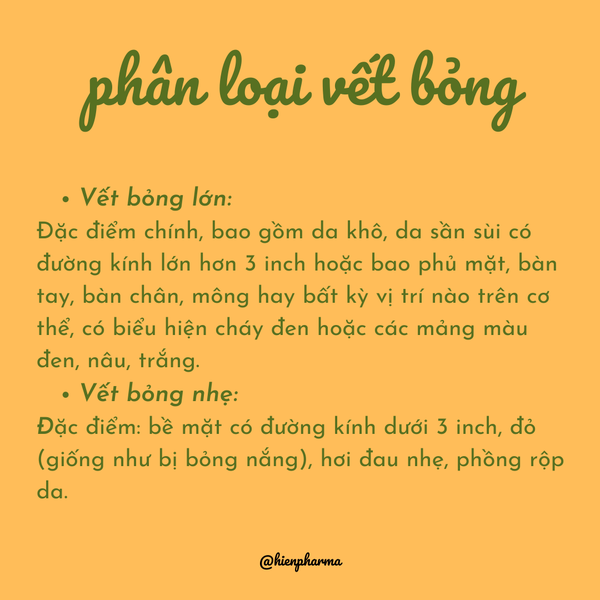 phân loại vết bỏng
• Vết bỏng lớn:
Đặc điểm chính, bao gồm da khô, da sần sùi có
đường kính lớn hơn 3 inch hoặc bao phủ mặt, bàn
tay, bàn chân, mông hay bất kỳ vị trí nào trên cơ
thể, có biểu hiện cháy đen hoặc các mảng màu
đen, nâu, trắng.
• Vết bỏng nhẹ:
Đặc điểm: bề mặt có đường kính dưới 3 inch, đỏ
(giống như bị bỏng nắng), hơi đau nhẹ, phồng rộp
da.
@hienpharma